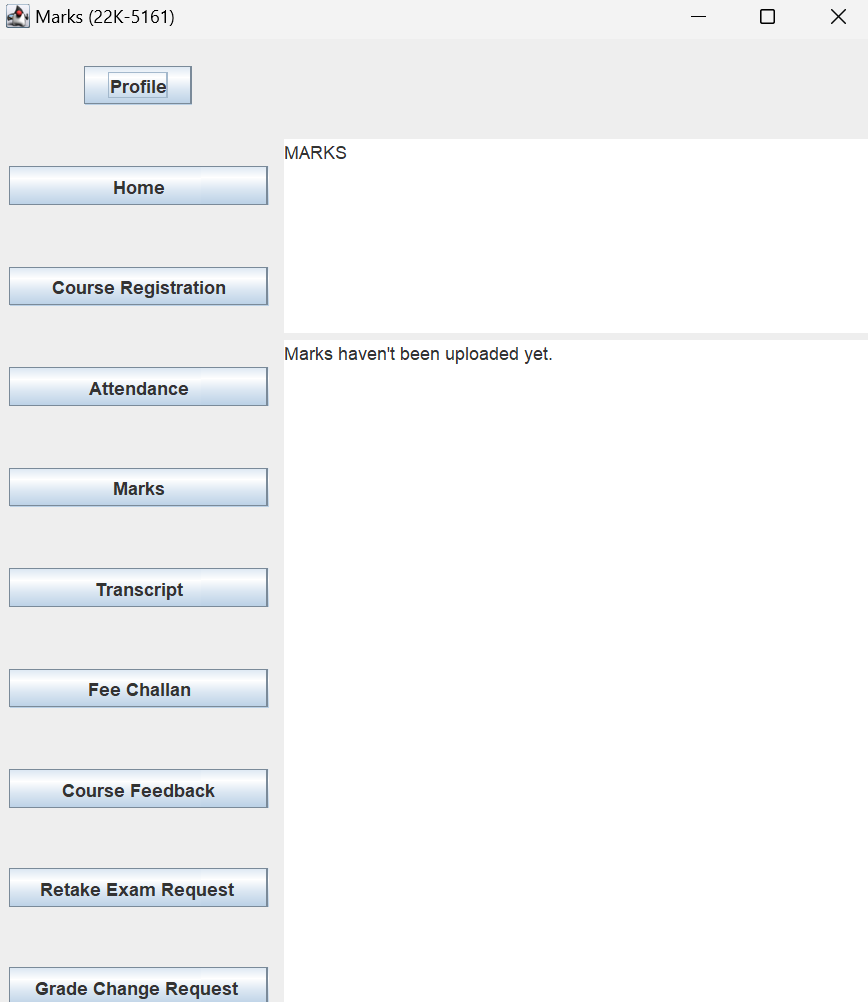 Marks (22K-5161)
Profile
Home
Course Registration
Attendance
Marks
Transcript
Fee Challan
Course Feedback
Retake Exam Request
Grade Change Request
MARKS
Marks haven't been uploaded yet.